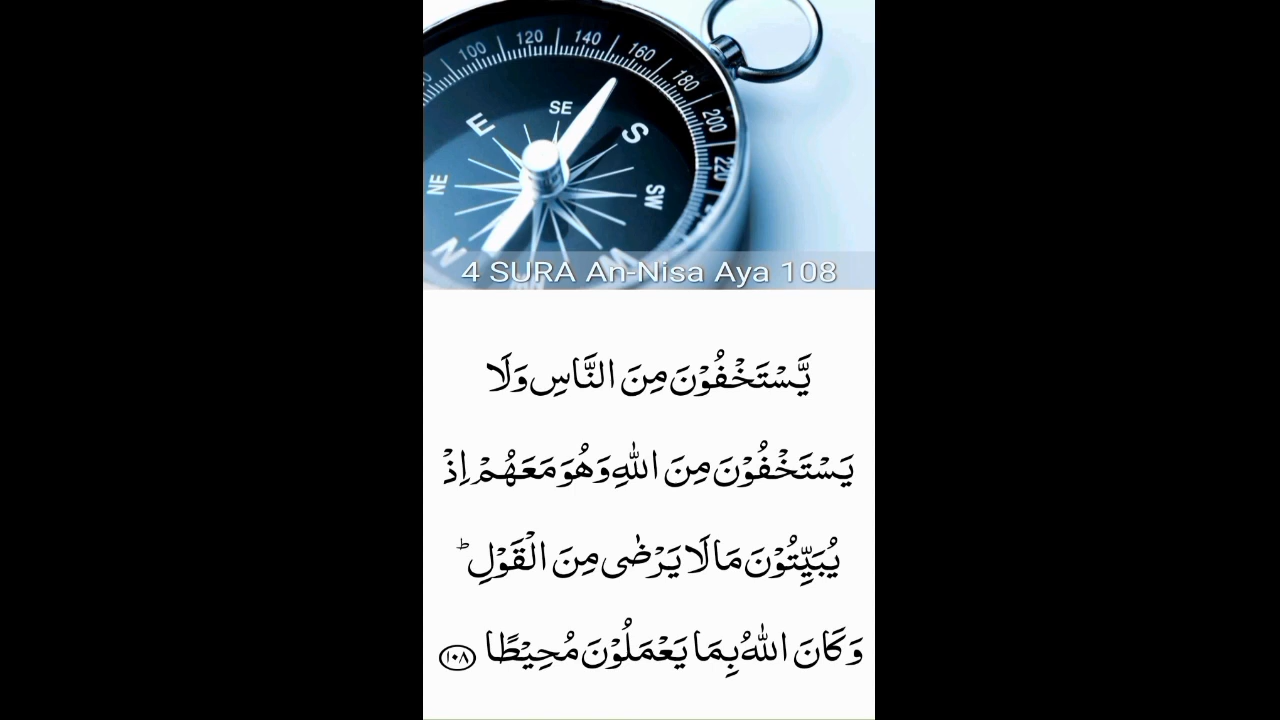 100 120 140 160 180 200 220
SE
E S
NE SW
N W
4 SURA An-Nisa Aya 108
يَّسْتَخْفُوْنَ مِنَ النَّاسِ وَلَا
يَسْتَخْفُوْنَ مِنَ اللّٰهِ وَهُوَ مَعَهُمْ اِذْ
يُبَيِّتُوْنَ مَا لَا يَرْضٰى مِنَ الْقَوْلِ ؕ
وَكَانَ اللّٰهُ بِمَا يَعْمَلُوْنَ مُحِيْطًا ۝۱۰۸